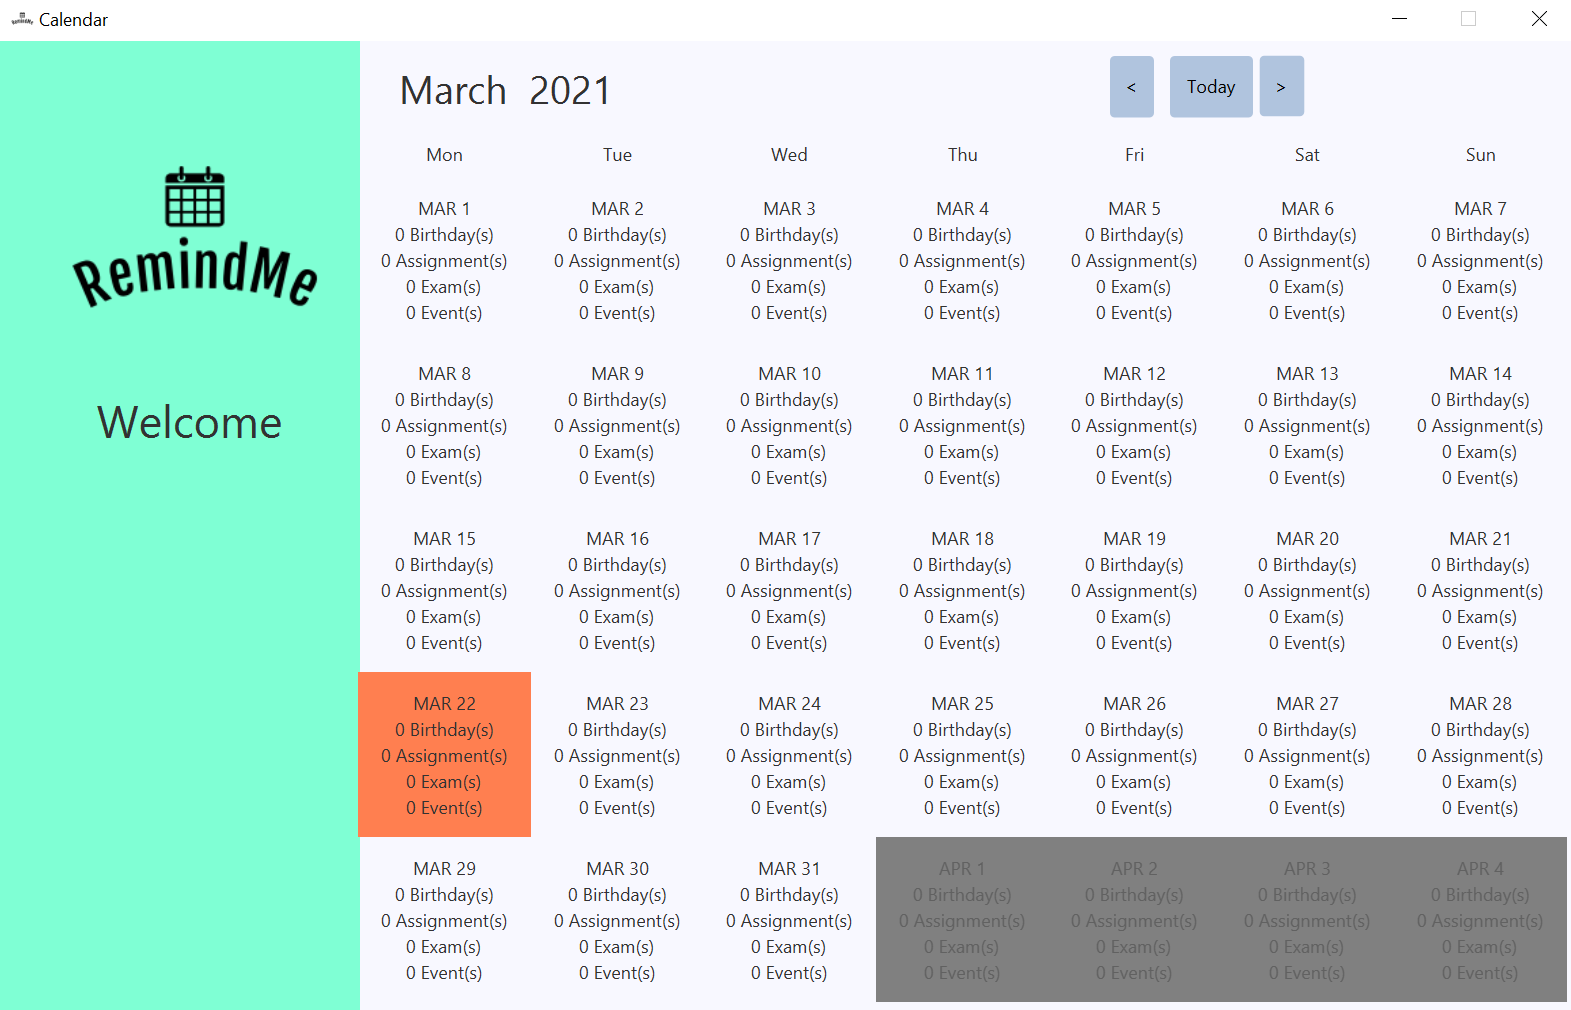 RemindMe Calendar
RemindMe
Welcome
March 2021
< Today >
Mon Tue Wed Thu Fri Sat Sun
MAR 1 MAR 2 MAR 3 MAR 4 MAR 5 MAR 6 MAR 7
0 Birthday(s) 0 Birthday(s) 0 Birthday(s) 0 Birthday(s) 0 Birthday(s) 0 Birthday(s) 0 Birthday(s)
0 Assignment(s) 0 Assignment(s) 0 Assignment(s) 0 Assignment(s) 0 Assignment(s) 0 Assignment(s) 0 Assignment(s)
0 Exam(s) 0 Exam(s) 0 Exam(s) 0 Exam(s) 0 Exam(s) 0 Exam(s) 0 Exam(s)
0 Event(s) 0 Event(s) 0 Event(s) 0 Event(s) 0 Event(s) 0 Event(s) 0 Event(s)
MAR 8 MAR 9 MAR 10 MAR 11 MAR 12 MAR 13 MAR 14
0 Birthday(s) 0 Birthday(s) 0 Birthday(s) 0 Birthday(s) 0 Birthday(s) 0 Birthday(s) 0 Birthday(s)
0 Assignment(s) 0 Assignment(s) 0 Assignment(s) 0 Assignment(s) 0 Assignment(s) 0 Assignment(s) 0 Assignment(s)
0 Exam(s) 0 Exam(s) 0 Exam(s) 0 Exam(s) 0 Exam(s) 0 Exam(s) 0 Exam(s)
0 Event(s) 0 Event(s) 0 Event(s) 0 Event(s) 0 Event(s) 0 Event(s) 0 Event(s)
MAR 15 MAR 16 MAR 17 MAR 18 MAR 19 MAR 20 MAR 21
0 Birthday(s) 0 Birthday(s) 0 Birthday(s) 0 Birthday(s) 0 Birthday(s) 0 Birthday(s) 0 Birthday(s)
0 Assignment(s) 0 Assignment(s) 0 Assignment(s) 0 Assignment(s) 0 Assignment(s) 0 Assignment(s) 0 Assignment(s)
0 Exam(s) 0 Exam(s) 0 Exam(s) 0 Exam(s) 0 Exam(s) 0 Exam(s) 0 Exam(s)
0 Event(s) 0 Event(s) 0 Event(s) 0 Event(s) 0 Event(s) 0 Event(s) 0 Event(s)
MAR 22 MAR 23 MAR 24 MAR 25 MAR 26 MAR 27 MAR 28
0 Birthday(s) 0 Birthday(s) 0 Birthday(s) 0 Birthday(s) 0 Birthday(s) 0 Birthday(s) 0 Birthday(s)
0 Assignment(s) 0 Assignment(s) 0 Assignment(s) 0 Assignment(s) 0 Assignment(s) 0 Assignment(s) 0 Assignment(s)
0 Exam(s) 0 Exam(s) 0 Exam(s) 0 Exam(s) 0 Exam(s) 0 Exam(s) 0 Exam(s)
0 Event(s) 0 Event(s) 0 Event(s) 0 Event(s) 0 Event(s) 0 Event(s) 0 Event(s)
MAR 29 MAR 30 MAR 31 APR 1 APR 2 APR 3 APR 4
0 Birthday(s) 0 Birthday(s) 0 Birthday(s) 0 Birthday(s) 0 Birthday(s) 0 Birthday(s) 0 Birthday(s)
0 Assignment(s) 0 Assignment(s) 0 Assignment(s) 0 Assignment(s) 0 Assignment(s) 0 Assignment(s) 0 Assignment(s)
0 Exam(s) 0 Exam(s) 0 Exam(s) 0 Exam(s) 0 Exam(s) 0 Exam(s) 0 Exam(s)
0 Event(s) 0 Event(s) 0 Event(s) 0 Event(s) 0 Event(s) 0 Event(s) 0 Event(s)